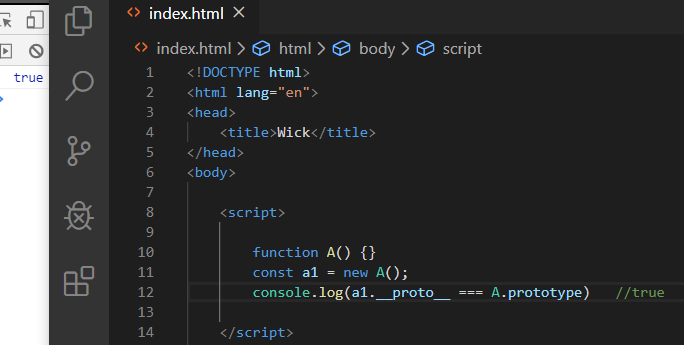 index.html
index.html > html > body > script
true
1 <!DOCTYPE html>
2 <html lang="en">
3 <head>
4 <title>Wick</title>
5 </head>
6 <body>
7
8 <script>
9
10 function A() {}
11 const a1 = new A();
12 console.log(a1.__proto__ === A.prototype) //true
13
14 </script>